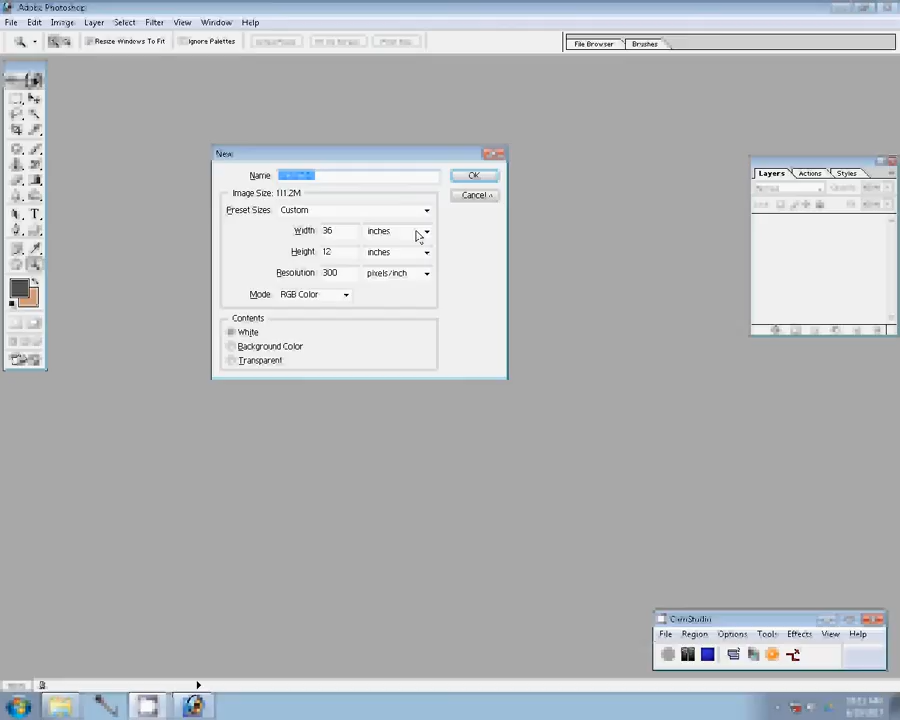 Adobe Photoshop
File Edit Image Layer Select Filter View Window Help
Resize Windows To Fit Ignore Palettes
File Browser Brushes
New
Name
OK
Image Size: 111.2M
Cancel
Preset Sizes: Custom
Width 36 inches
Height 12 inches
Resolution 300 pixels/inch
Mode: RGB Color
Contents
White
Background Color
Transparent
Layers Actions Styles
CamStudio
File Region Options Tools Effects View Help